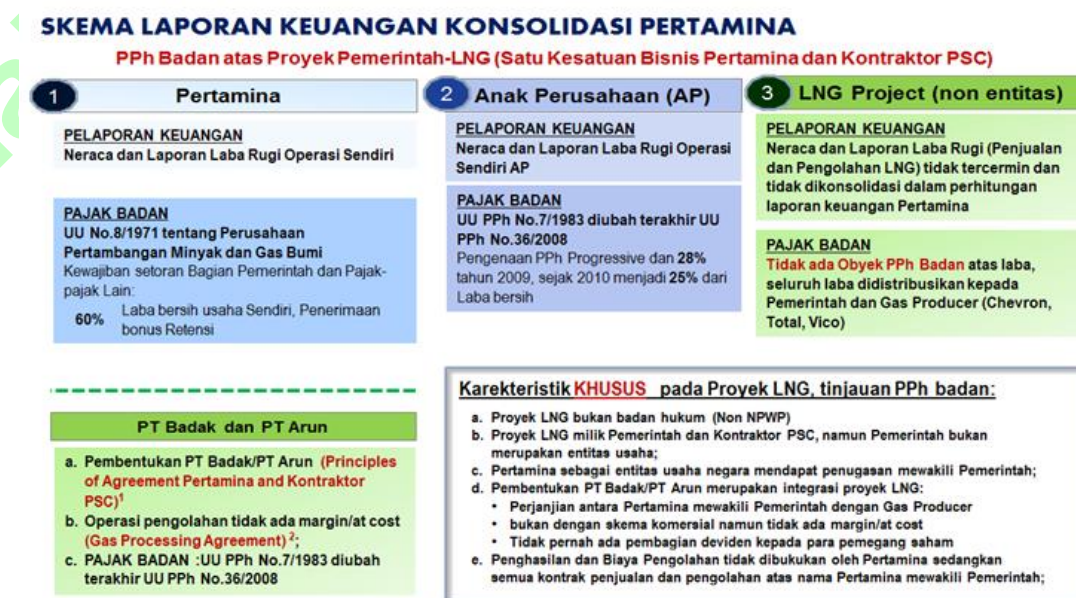 SKEMA LAPORAN KEUANGAN KONSOLIDASI PERTAMINA
PPh Badan atas Proyek Pemerintah-LNG (Satu Kesatuan Bisnis Pertamina dan Kontraktor PSC)
1
Pertamina
PELAPORAN KEUANGAN
Neraca dan Laporan Laba Rugi Operasi Sendiri
PAJAK BADAN
UU No.8/1971 tentang Perusahaan
Pertambangan Minyak dan Gas Bumi
Kewajiban setoran Bagian Pemerintah dan Pajak-
pajak Lain:
60% Laba bersih usaha Sendiri, Penerimaan
bonus Retensi
2
Anak Perusahaan (AP)
PELAPORAN KEUANGAN
Neraca dan Laporan Laba Rugi Operasi
Sendiri AP
PAJAK BADAN
UU PPh No.7/1983 diubah terakhir UU
PPh No.36/2008
Pengenaan PPh Progressive dan 28%
tahun 2009, sejak 2010 menjadi 25% dari
Laba bersih
3
LNG Project (non entitas)
PELAPORAN KEUANGAN
Neraca dan Laporan Laba Rugi (Penjualan
dan Pengolahan LNG) tidak tercermin dan
tidak dikonsolidasi dalam perhitungan
laporan keuangan Pertamina
PAJAK BADAN
Tidak ada Obyek PPh Badan atas laba,
seluruh laba didistribusikan kepada
Pemerintah dan Gas Producer (Chevron,
Total, Vico)
PT Badak dan PT Arun
a. Pembentukan PT Badak/PT Arun (Principles
of Agreement Pertamina and Kontraktor
PSC)¹
b. Operasi pengolahan tidak ada margin/at cost
(Gas Processing Agreement) ²;
c. PAJAK BADAN :UU PPh No.7/1983 diubah
terakhir UU PPh No.36/2008
Karekteristik KHUSUS pada Proyek LNG, tinjauan PPh badan:
a. Proyek LNG bukan badan hukum (Non NPWP)
b. Proyek LNG milik Pemerintah dan Kontraktor PSC, namun Pemerintah bukan
merupakan entitas usaha;
c. Pertamina sebagai entitas usaha negara mendapat penugasan mewakili Pemerintah;
d. Pembentukan PT Badak/PT Arun merupakan integrasi proyek LNG:
• Perjanjian antara Pertamina mewakili Pemerintah dengan Gas Producer
• bukan dengan skema komersial namun tidak ada margin/at cost
• Tidak pernah ada pembagian deviden kepada para pemegang saham
e. Penghasilan dan Biaya Pengolahan tidak dibukukan oleh Pertamina sedangkan
semua kontrak penjualan dan pengolahan atas nama Pertamina mewakili Pemerintah;